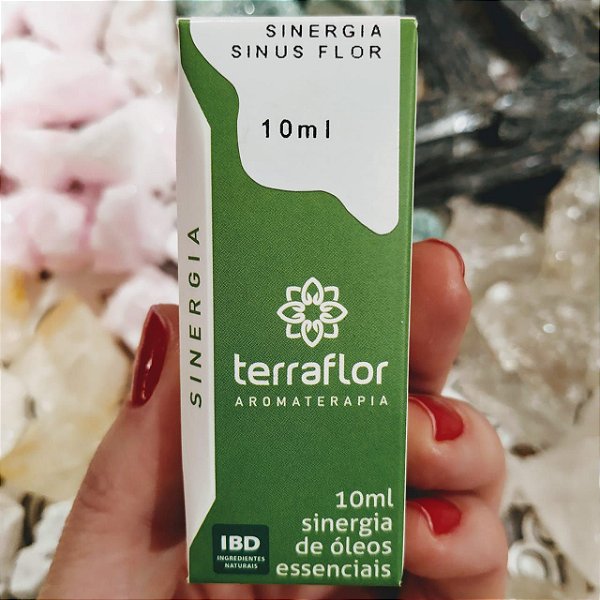 SINERGIA
SINUS FLOR
10ml
SINERGIA
terraflor
AROMATERAPIA
10ml
sinergia
de óleos
essenciais
IBD
INGREDIENTES
NATURAIS